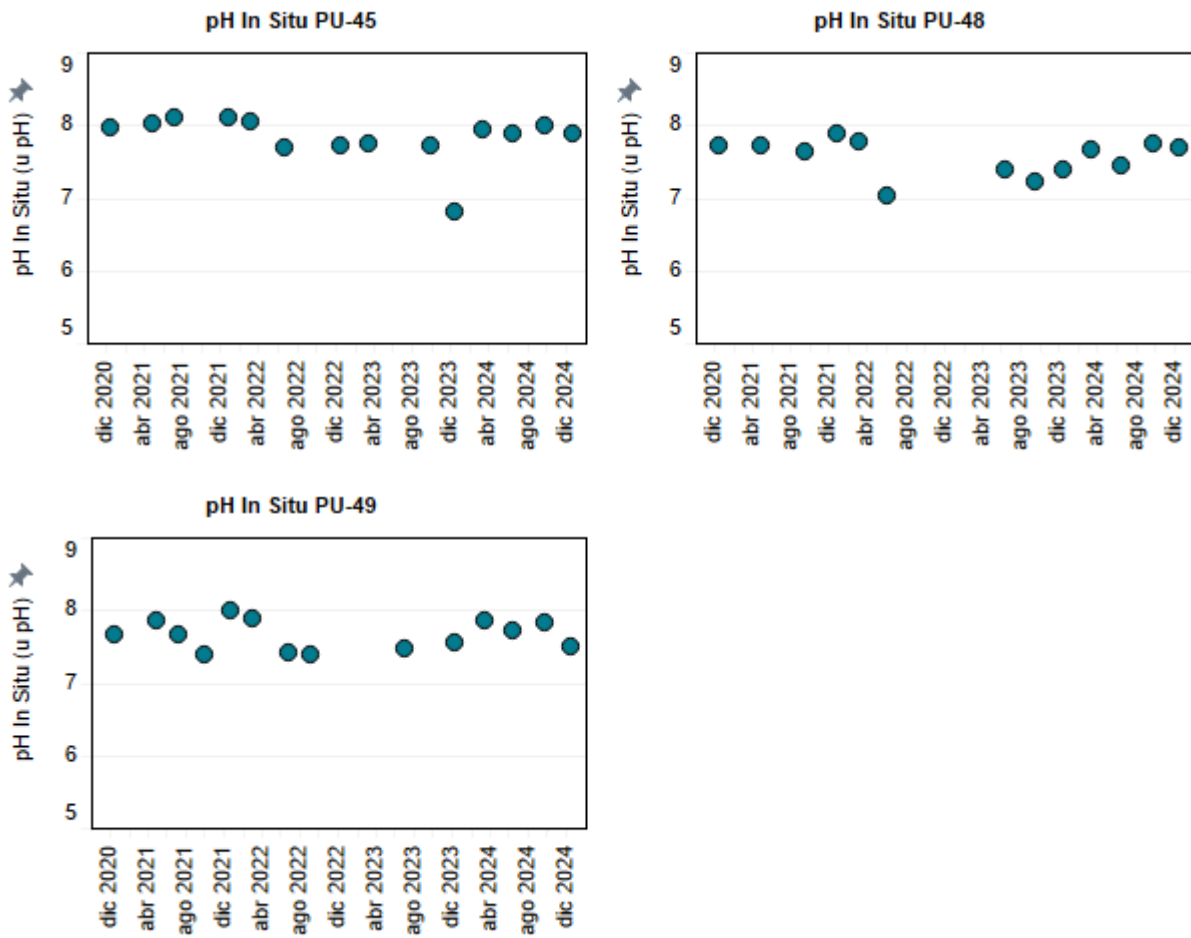 pH In Situ PU-45
pH In Situ (u pH)
9
8
7
6
5
dic 2020
abr 2021
ago 2021
dic 2021
abr 2022
ago 2022
dic 2022
abr 2023
ago 2023
dic 2023
abr 2024
ago 2024
dic 2024
pH In Situ PU-48
pH In Situ (u pH)
9
8
7
6
5
dic 2020
abr 2021
ago 2021
dic 2021
abr 2022
ago 2022
dic 2022
abr 2023
ago 2023
dic 2023
abr 2024
ago 2024
dic 2024
pH In Situ PU-49
pH In Situ (u pH)
9
8
7
6
5
dic 2020
abr 2021
ago 2021
dic 2021
abr 2022
ago 2022
dic 2022
abr 2023
ago 2023
dic 2023
abr 2024
ago 2024
dic 2024